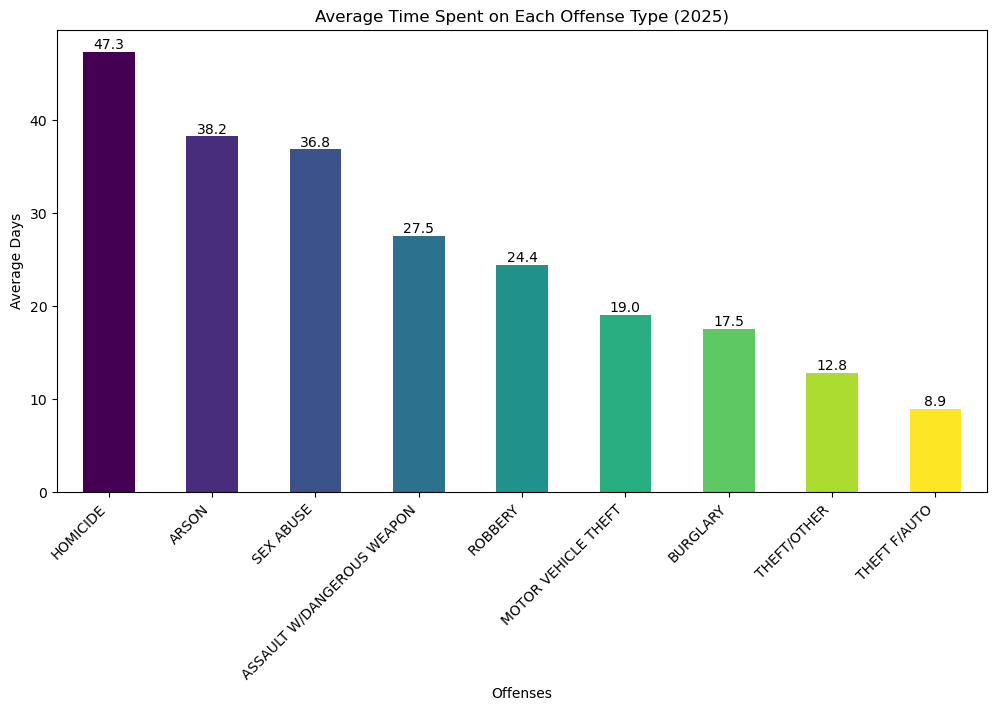 Average Time Spent on Each Offense Type (2025)
47.3
38.2
36.8
27.5
24.4
19.0
17.5
12.8
8.9
Average Days
40
30
20
10
0
HOMICIDE
ARSON
SEX ABUSE
ASSAULT W/DANGEROUS WEAPON
ROBBERY
MOTOR VEHICLE THEFT
BURGLARY
THEFT/OTHER
THEFT F/AUTO
Offenses